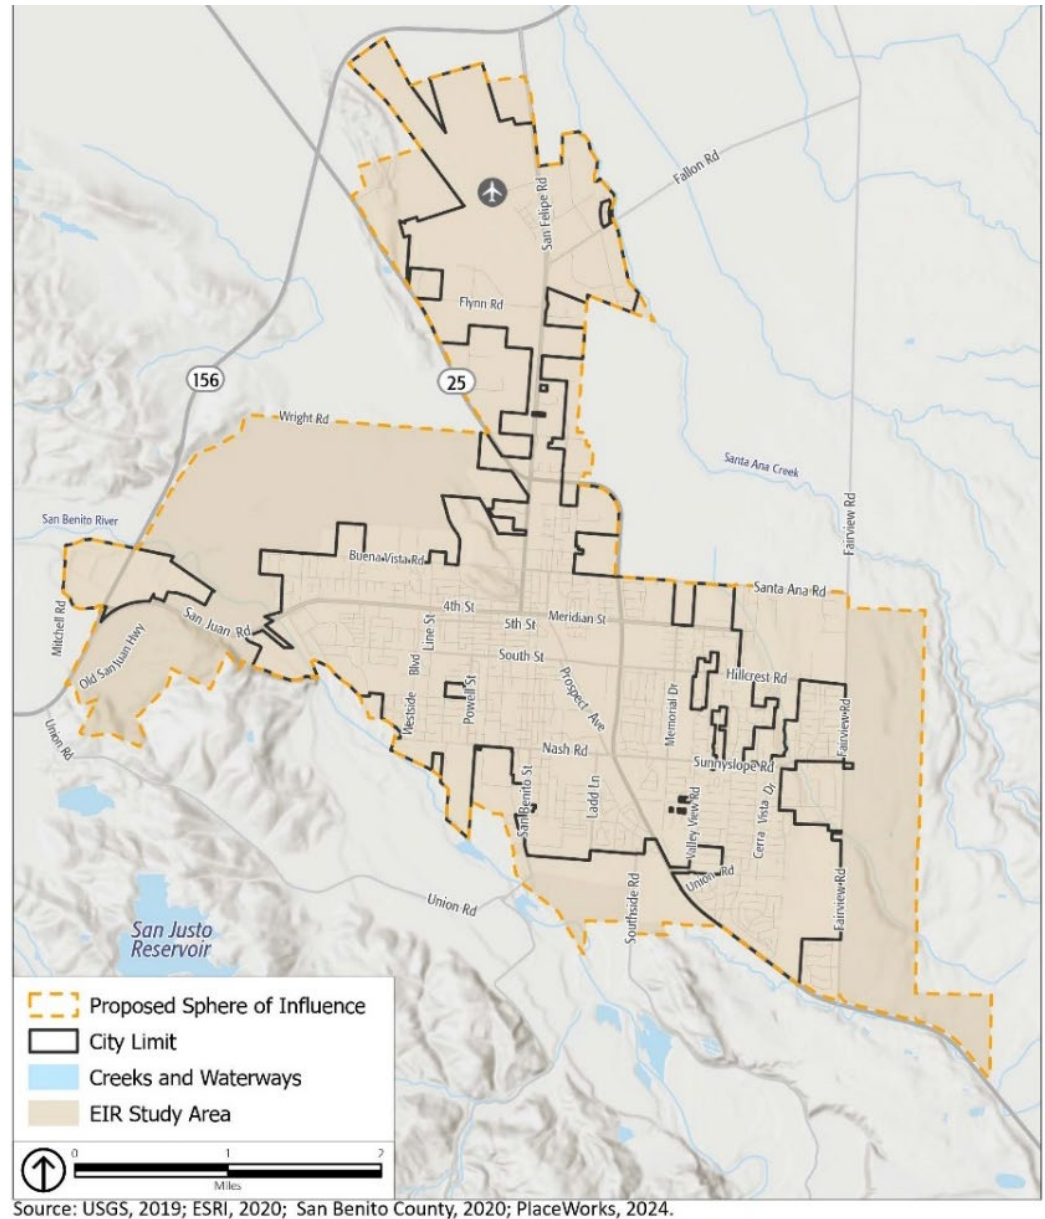 Fallon Rd
San Felipe Rd
Flynn Rd
156
25
Wright Rd
Santa Ana Creek
San Benito River
Fairview Rd
Buena Vista Rd
Santa Ana Rd
Mitchell Rd
San Juan Rd
4th St
Meridian St
5th St
Old San Juan Hwy
Line St
South St
Westside Blvd
Powell St
Prospect Ave
Memorial Dr
Hillcrest Rd
Fairview Rd
Union Rd
Nash Rd
Sunnyslope Rd
San Benito St
Ladd Ln
Valley View Rd
Cerra Vista Dr
Union Rd
Fairview Rd
Union Rd
Southside Rd
San Justo
Reservoir
Proposed Sphere of Influence
City Limit
Creeks and Waterways
EIR Study Area
0 1 2
Miles
Source: USGS, 2019; ESRI, 2020; San Benito County, 2020; PlaceWorks, 2024.